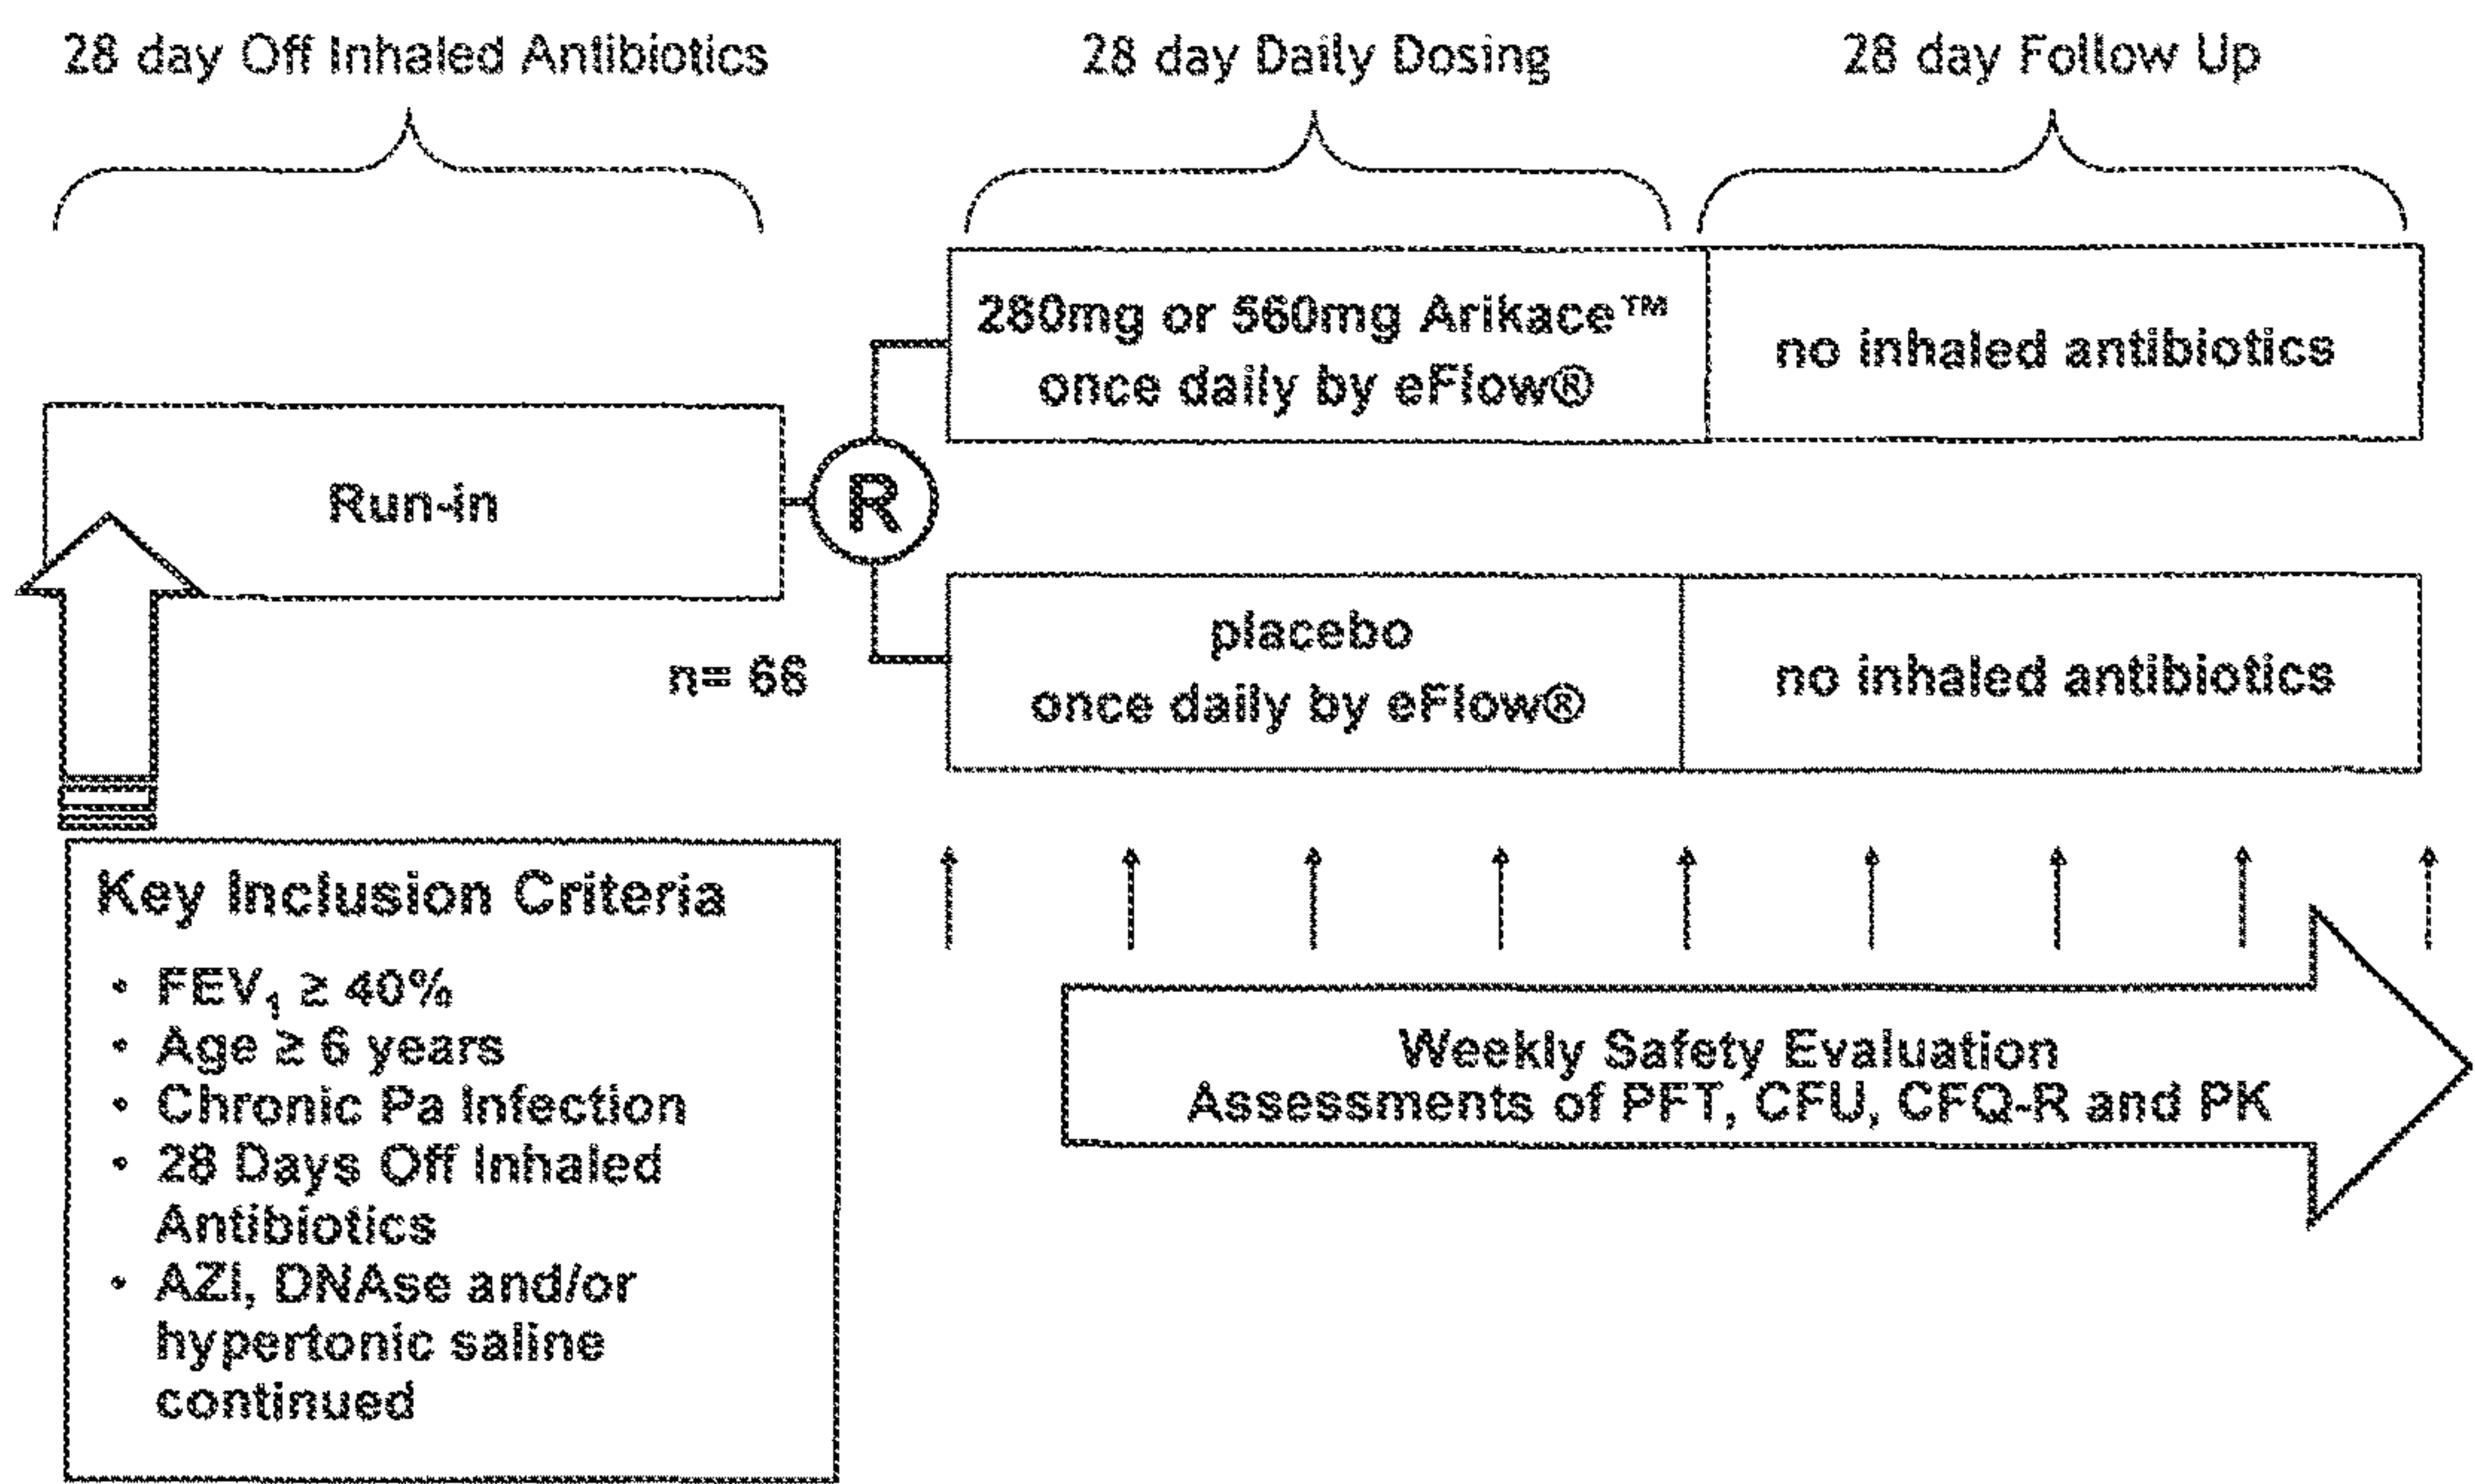 28 day Off Inhaled Antibiotics
28 day Daily Dosing
28 day Follow Up
Run-in
R
n= 66
280mg or 560mg Arikace™
once daily by eFlow®
no inhaled antibiotics
placebo
once daily by eFlow®
no inhaled antibiotics
Key Inclusion Criteria
• FEV₁ ≥ 40%
• Age ≥ 6 years
• Chronic Pa Infection
• 28 Days Off Inhaled
Antibiotics
• AZI, DNAse and/or
hypertonic saline
continued
Weekly Safety Evaluation
Assessments of PFT, CFU, CFQ-R and PK